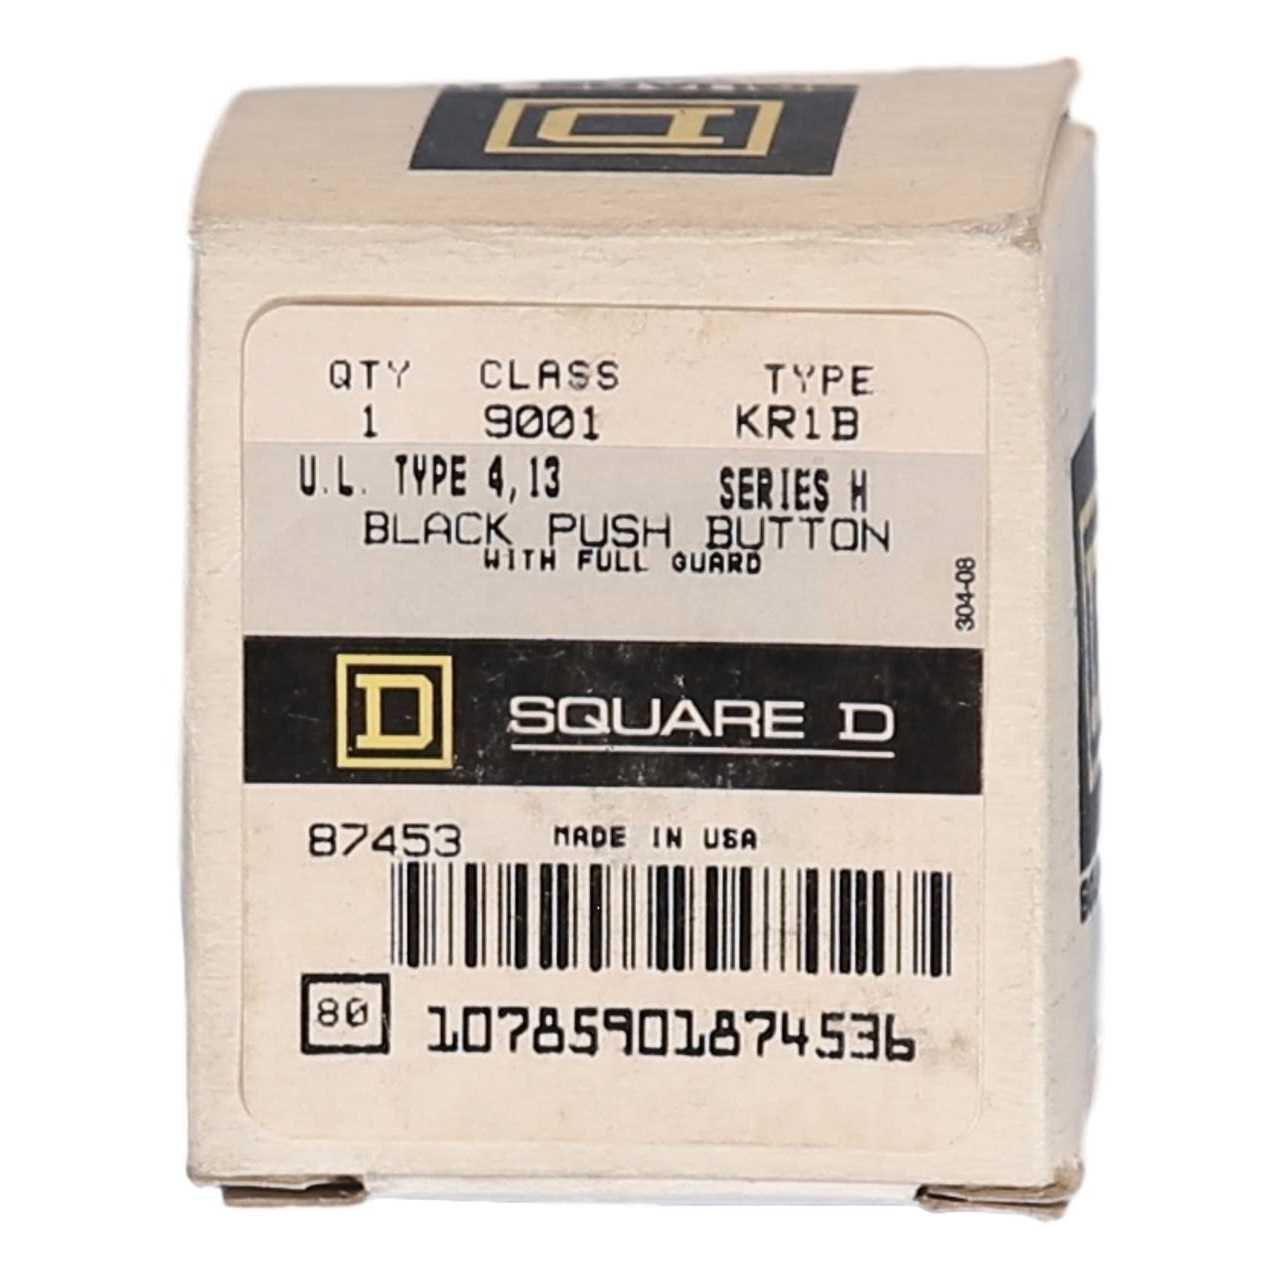 D
QTY CLASS TYPE
1 9001 KR1B
U.L. TYPE 4,13 SERIES H
BLACK PUSH BUTTON
WITH FULL GUARD
304-08
D SQUARE D
87453 MADE IN USA
80 10785901874536